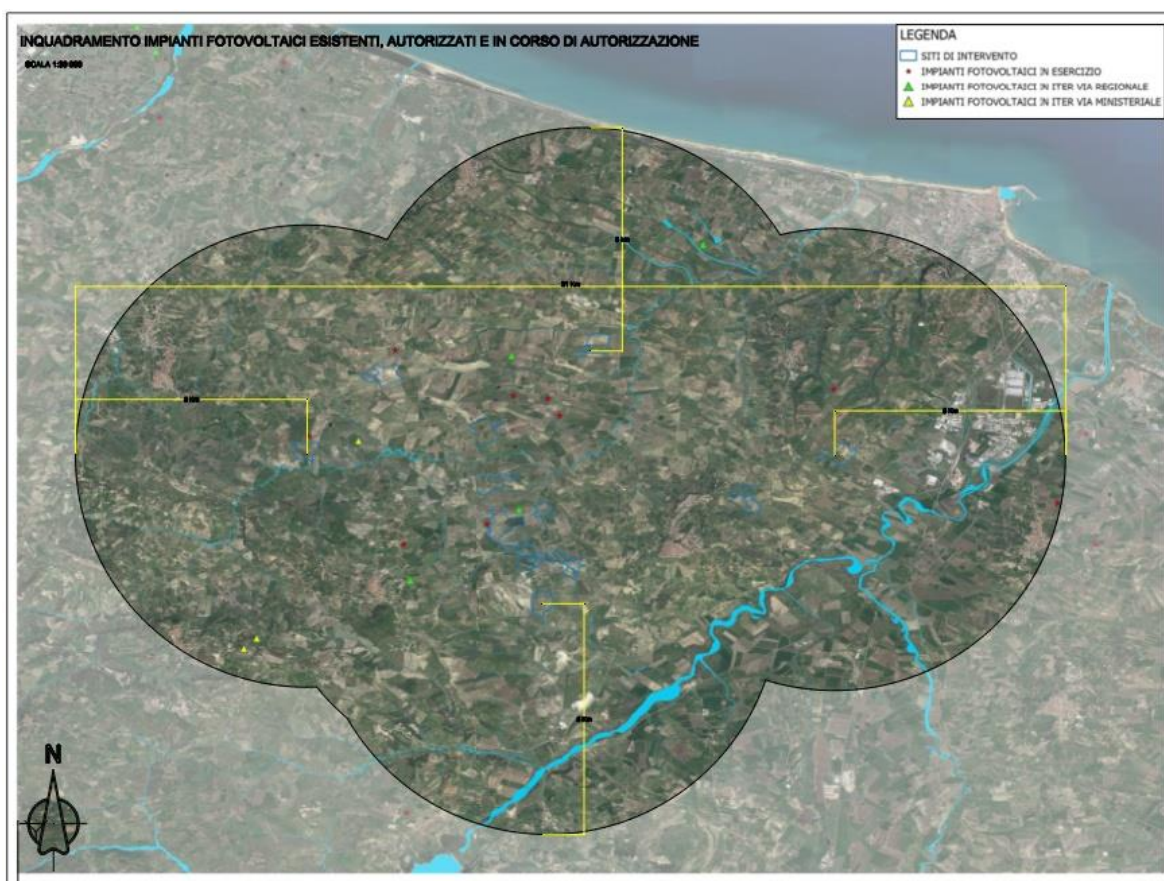 INQUADRAMENTO IMPIANTI FOTOVOLTAICI ESISTENTI, AUTORIZZATI E IN CORSO DI AUTORIZZAZIONE
LEGENDA
SITI DI INTERVENTO
IMPIANTI FOTOVOLTAICI IN ESERCIZIO
IMPIANTI FOTOVOLTAICI IN ITER VIA REGIONALE
IMPIANTI FOTOVOLTAICI IN ITER VIA MINISTERIALE
N